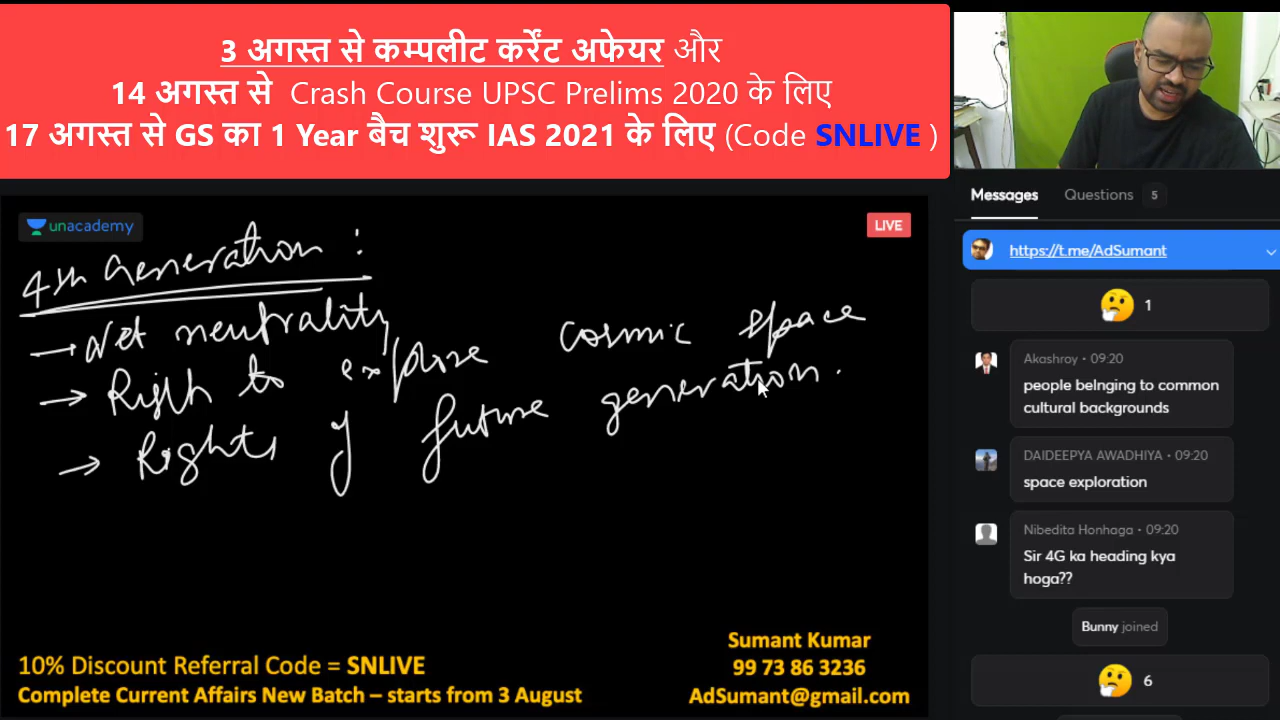 3 अगस्त से कम्पलीट कर्रेंट अफेयर और
14 अगस्त से Crash Course UPSC Prelims 2020 के लिए
17 अगस्त से GS का 1 Year बैच शुरू IAS 2021 के लिए (Code SNLIVE )
unacademy
LIVE
4th Generation :
→ Net neutrality
→ Right to explore cosmic space
→ Rights of future generation.
10% Discount Referral Code = SNLIVE
Complete Current Affairs New Batch – starts from 3 August
Sumant Kumar
99 73 86 3236
AdSumant@gmail.com
Messages
Questions 5
https://t.me/AdSumant
1
Akashroy • 09:20
people belnging to common
cultural backgrounds
DAIDEEPYA AWADHIYA • 09:20
space exploration
Nibedita Honhaga • 09:20
Sir 4G ka heading kya
hoga??
Bunny joined
6